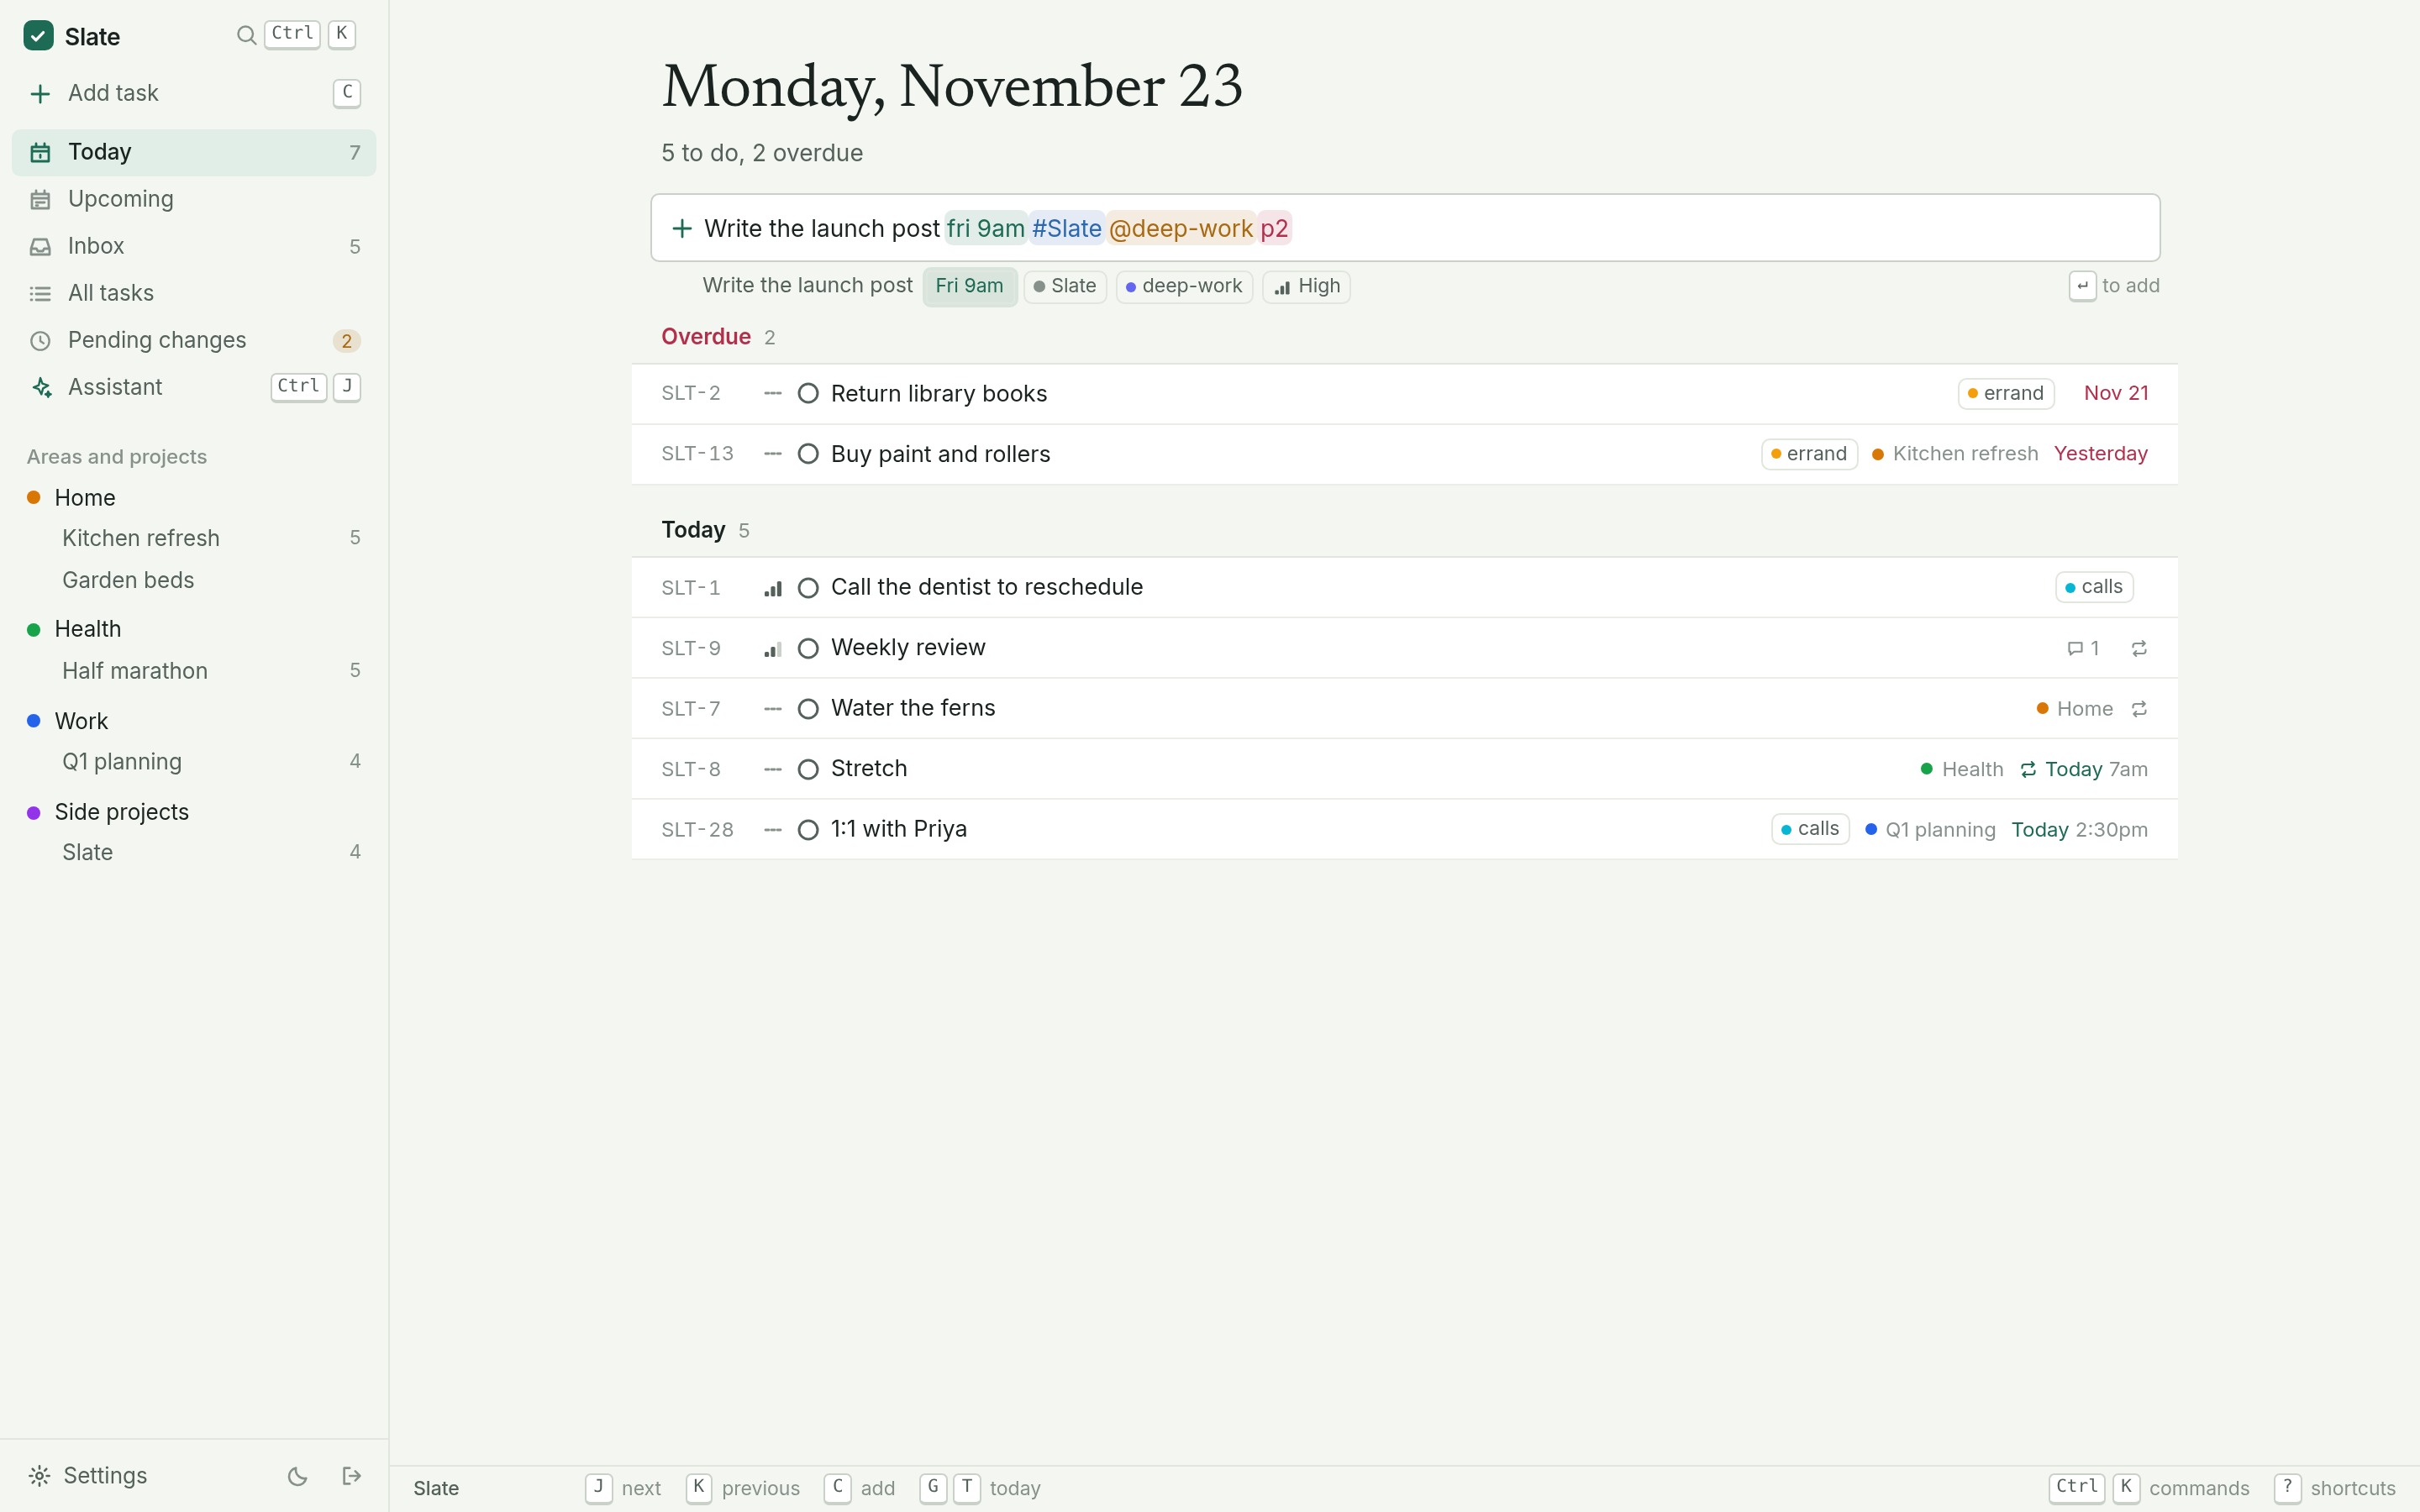 Slate Ctrl K
Add task C
Today 7
Upcoming
Inbox 5
All tasks
Pending changes 2
Assistant Ctrl J
Areas and projects
Home
Kitchen refresh 5
Garden beds
Health
Half marathon 5
Work
Q1 planning 4
Side projects
Slate 4
Settings
Monday, November 23
5 to do, 2 overdue
Write the launch post fri 9am #Slate @deep-work p2
Write the launch post Fri 9am Slate deep-work High ↵ to add
Overdue 2
SLT-2 --- Return library books errand Nov 21
SLT-13 --- Buy paint and rollers errand Kitchen refresh Yesterday
Today 5
SLT-1 Call the dentist to reschedule calls
SLT-9 Weekly review 1
SLT-7 --- Water the ferns Home
SLT-8 --- Stretch Health Today 7am
SLT-28 --- 1:1 with Priya calls Q1 planning Today 2:30pm
Slate J next K previous C add G T today Ctrl K commands ? shortcuts